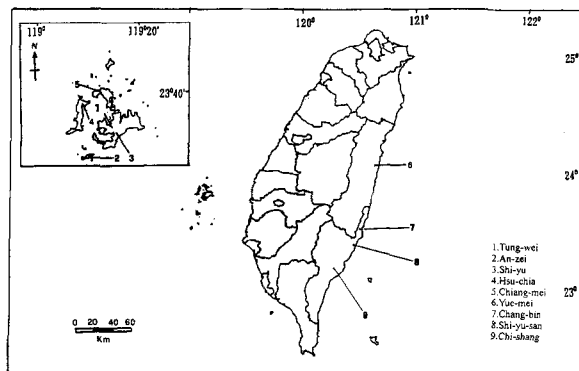 120° 121° 122°
119° 119° 20'
N
25°
23° 40'
5
1
4
2 3
6
24°
7
8
1.Tung-wei
2.An-zei
3.Shi-yu
4.Hsu-chia
5.Chiang-mei
6.Yue-mei
7.Chang-bin
8.Shi-yu-san
9.Chi-shang
23°
9
0 20 40 60
Km